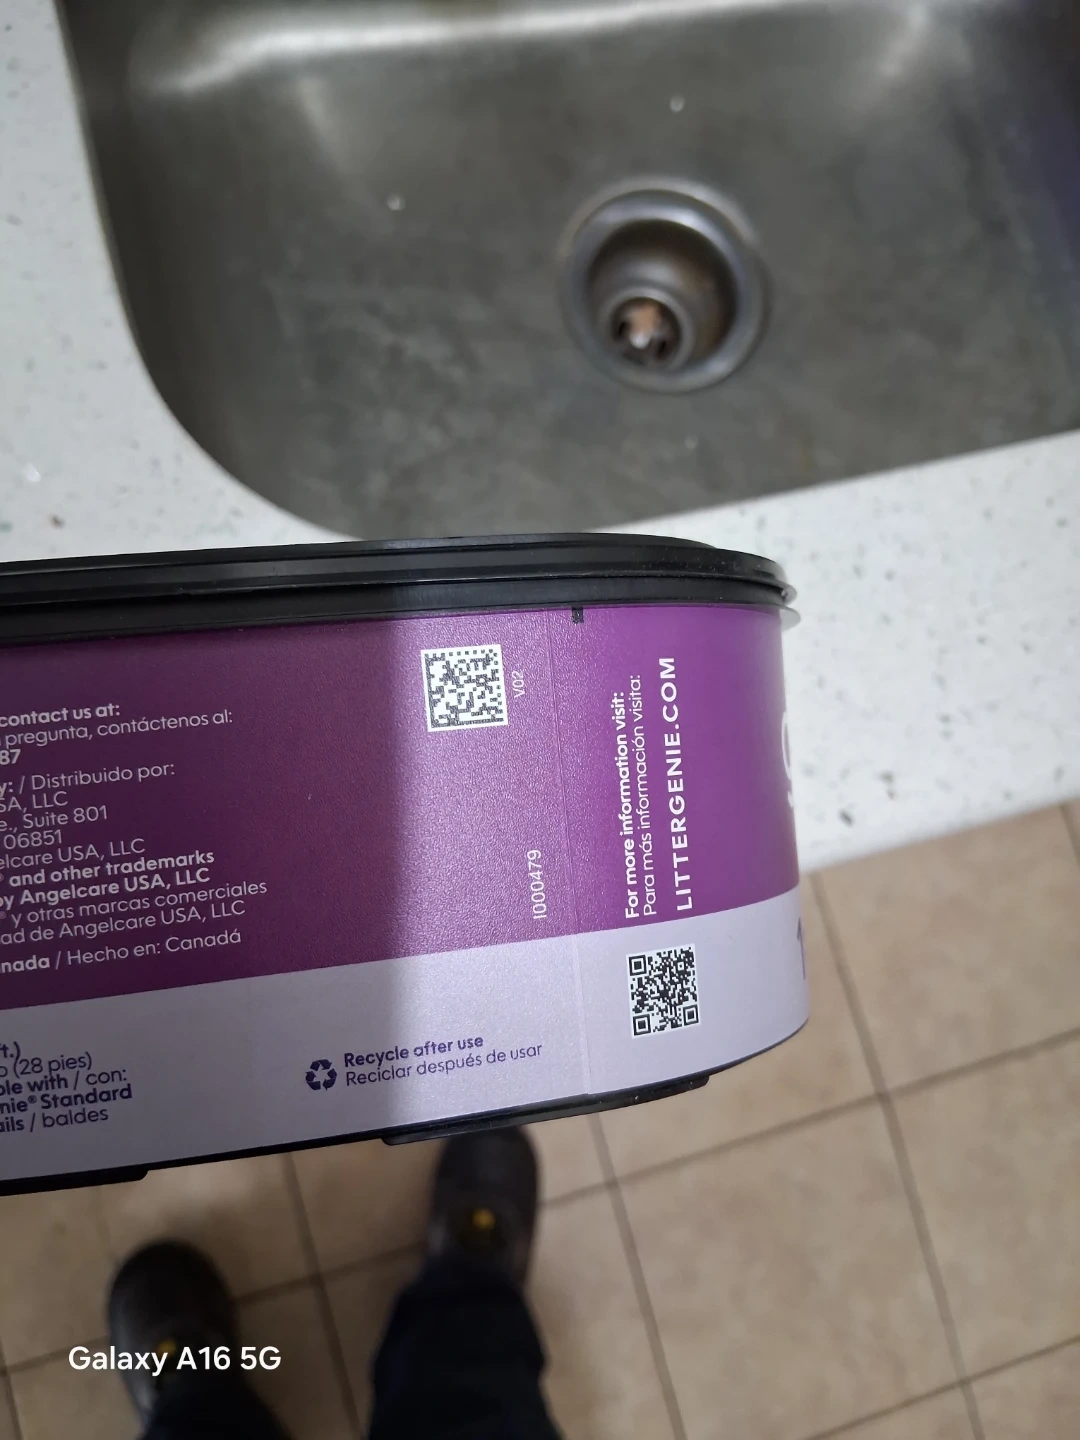 contact us at:
pregunta, contáctenos al:
87
y: / Distribuido por:
SA, LLC
e., Suite 801
06851
elcare USA, LLC
® and other trademarks
by Angelcare USA, LLC
® y otras marcas comerciales
ad de Angelcare USA, LLC
nada / Hecho en: Canadá
ft.)
o (28 pies)
ble with / con:
nie® Standard
ails / baldes
Recycle after use
Reciclar después de usar
V02
I000479
For more information visit:
Para más información visita:
LITTERGENIE.COM
Galaxy A16 5G